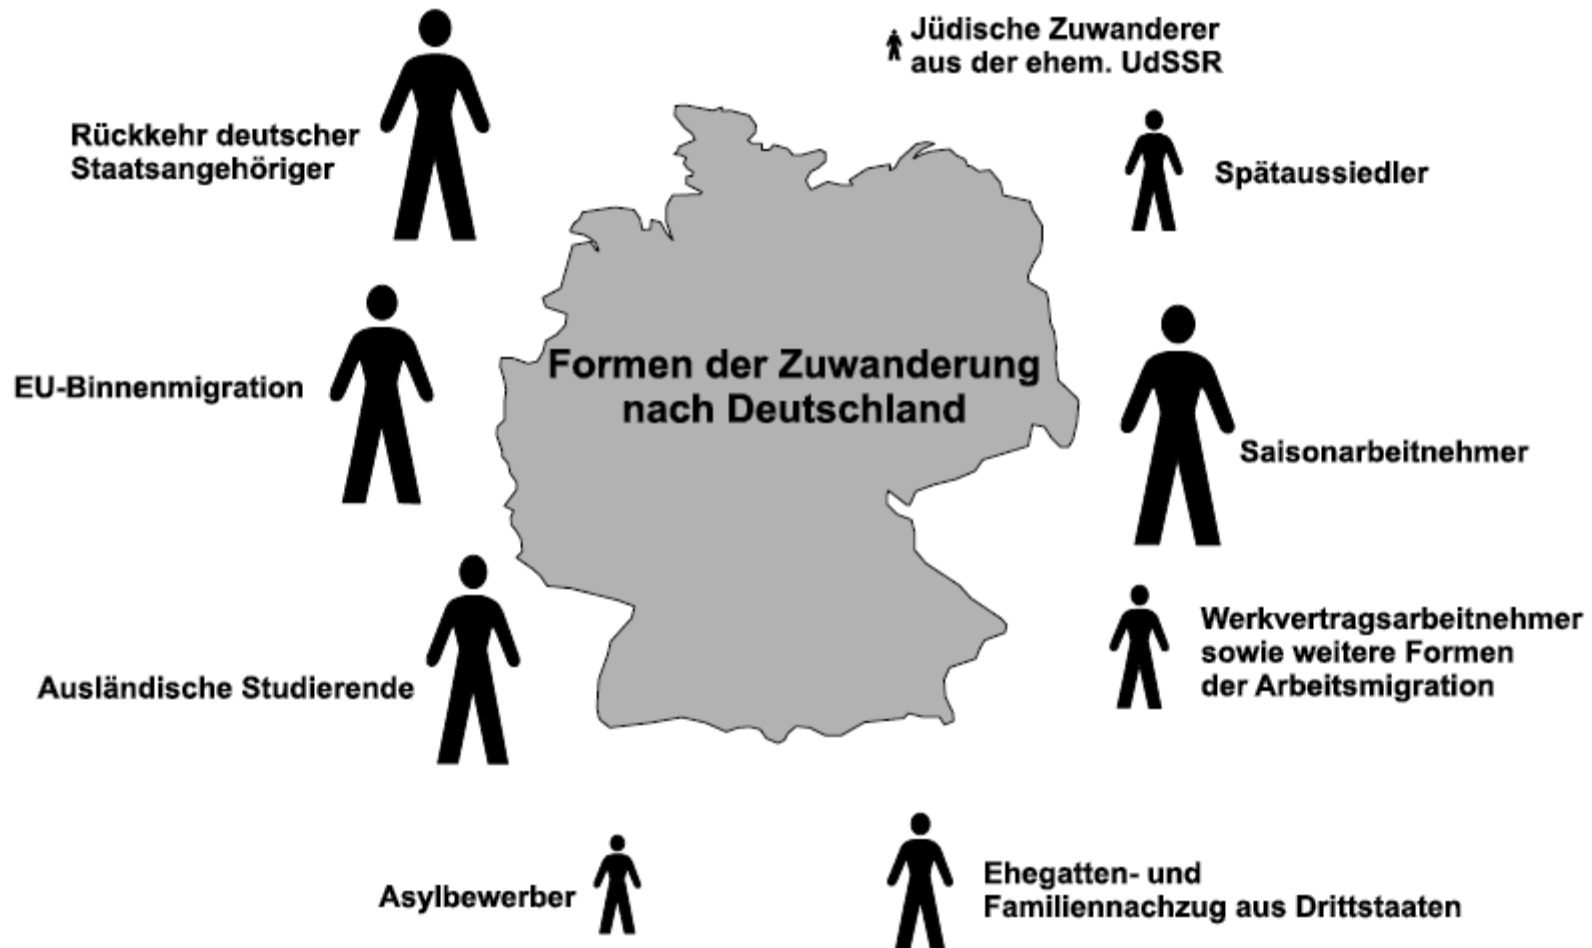 Jüdische Zuwanderer
aus der ehem. UdSSR
Rückkehr deutscher
Staatsangehöriger
Spätaussiedler
EU-Binnenmigration
Formen der Zuwanderung
nach Deutschland
Saisonarbeitnehmer
Ausländische Studierende
Werkvertragsarbeitnehmer
sowie weitere Formen
der Arbeitsmigration
Asylbewerber
Ehegatten- und
Familiennachzug aus Drittstaaten